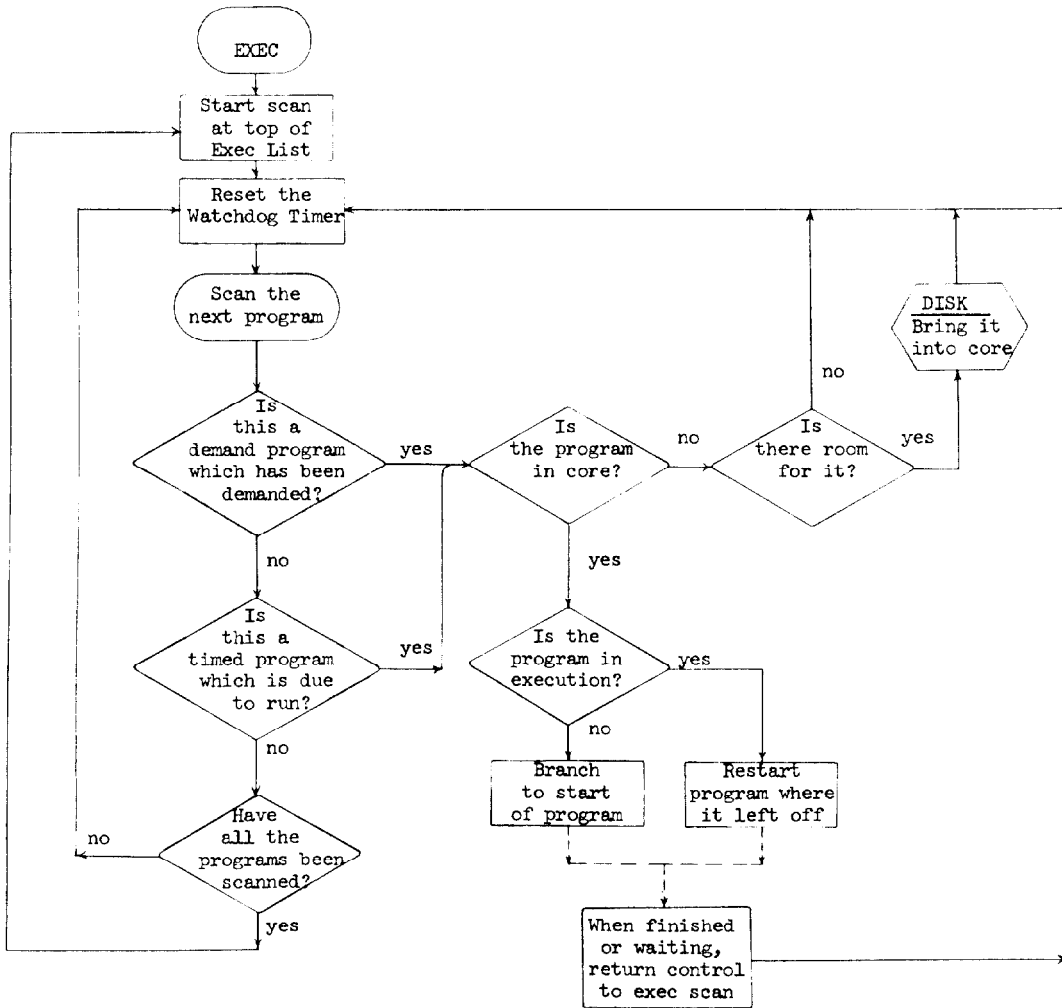 EXEC
Start scan
at top of
Exec List
Reset the
Watchdog Timer
Scan the
next program
DISK
Bring it
into core
no
Is
this a
demand program
which has been
demanded?
yes
Is
the program
in core?
no
Is
there room
for it?
yes
no
yes
Is
this a
timed program
which is due
to run?
yes
Is the
program in
execution?
yes
no
no
Branch
to start
of program
Restart
program where
it left off
Have
all the
programs been
scanned?
no
yes
When finished
or waiting,
return control
to exec scan